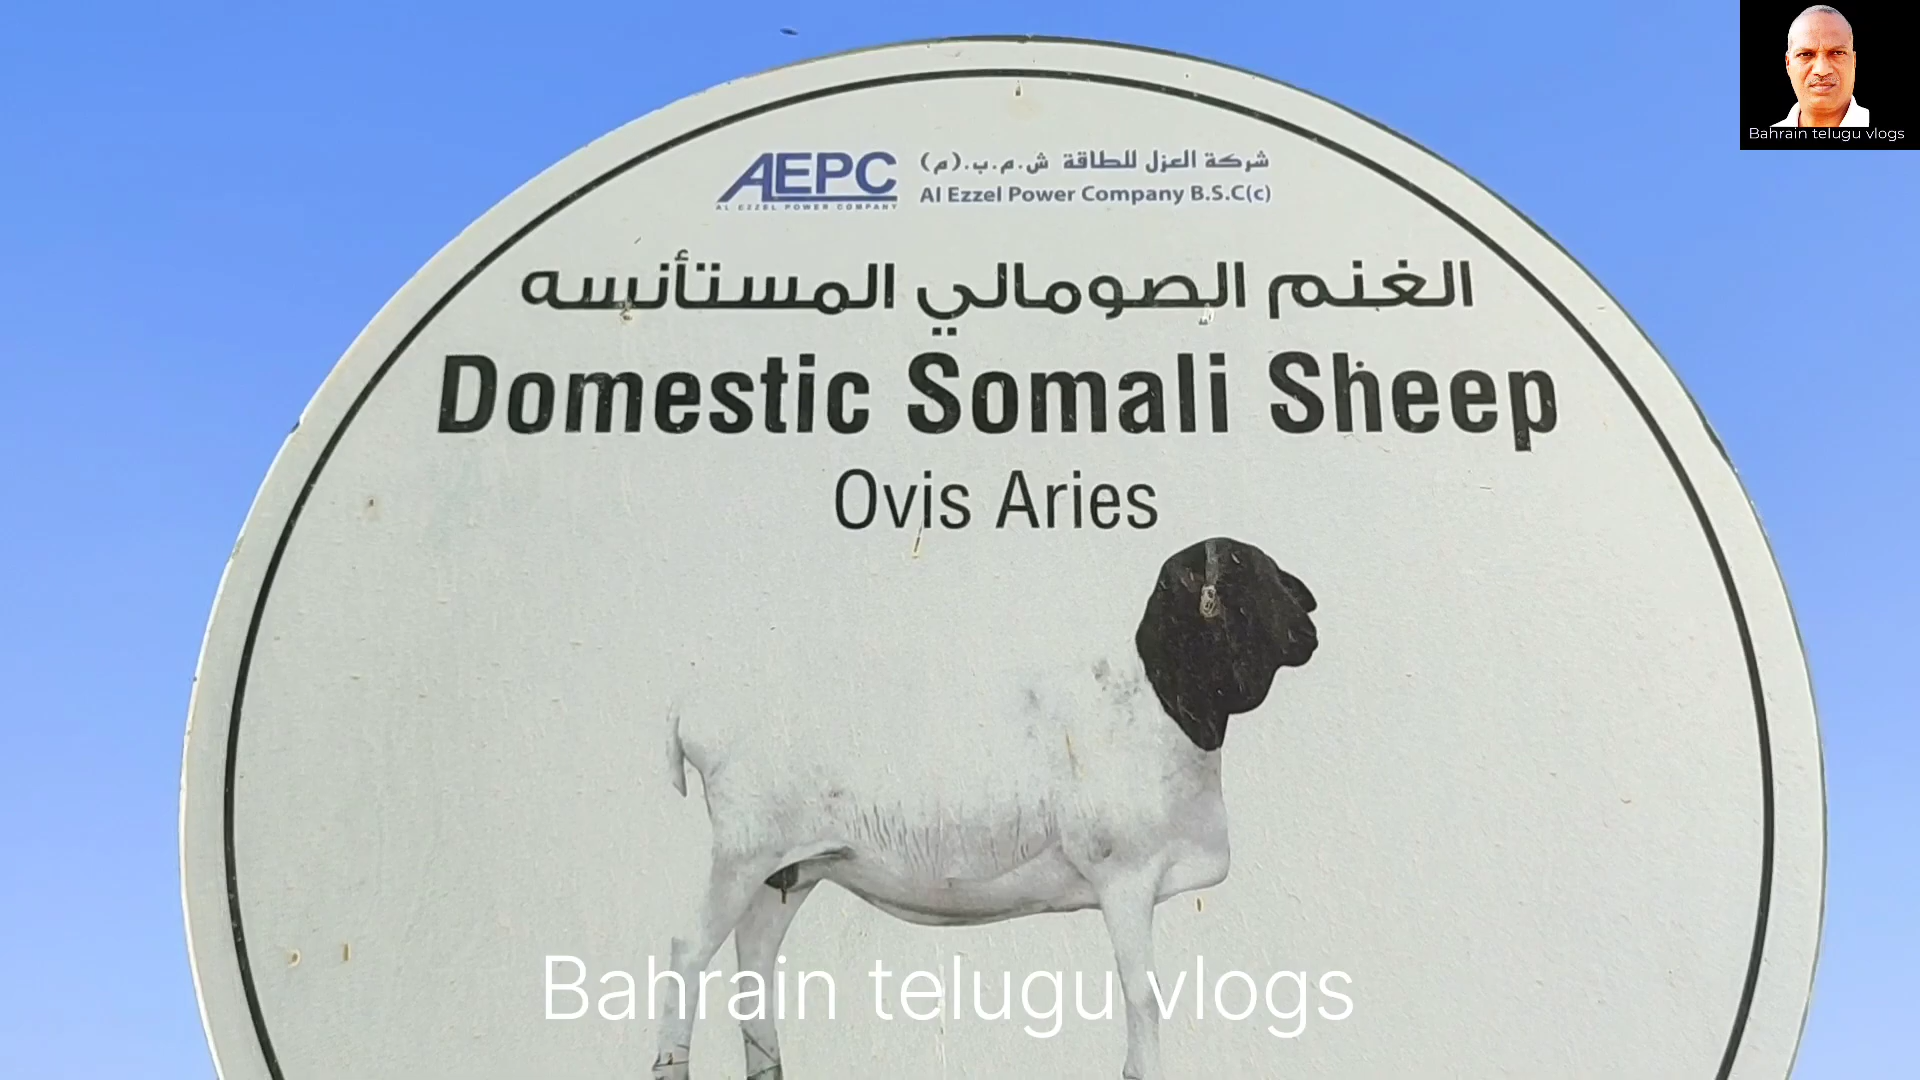 Bahrain telugu vlogs
AEPC
AL EZZEL POWER COMPANY
شركة العزل للطاقة ش.م.ب.(م)
Al Ezzel Power Company B.S.C(c)
الغنم الصومالي المستأنسه
Domestic Somali Sheep
Ovis Aries
Bahrain telugu vlogs